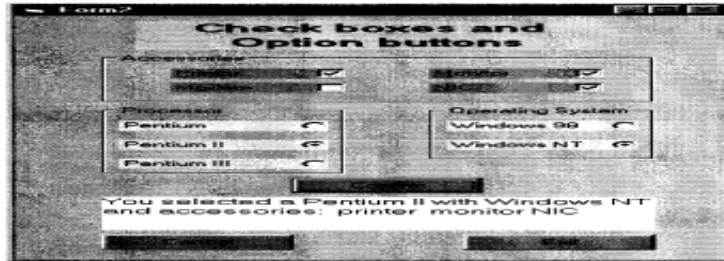 Form2
Check boxes and
Option buttons
Accessories
Printer Monitor
Modem NIC
Processor Operating System
Pentium Windows 98
Pentium II Windows NT
Pentium III
You selected a Pentium II with Windows NT
and accessories: printer monitor NIC
Cancel Exit